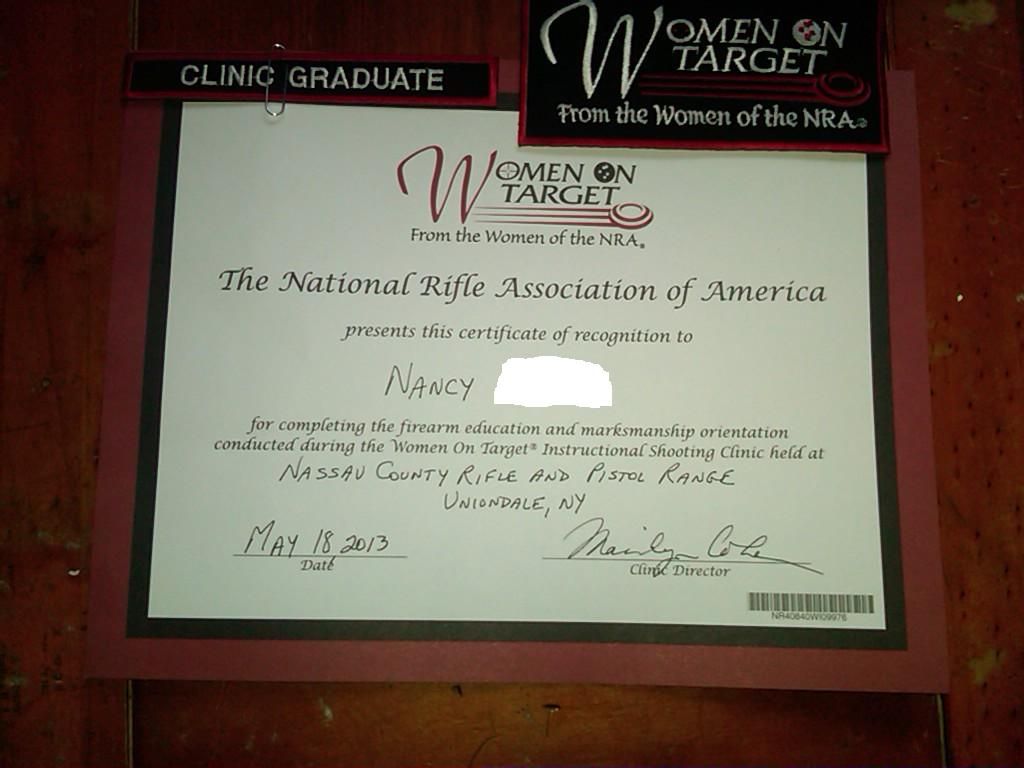 CLINIC GRADUATE
WOMEN ON
TARGET
From the Women of the NRA®
WOMEN ON
TARGET
From the Women of the NRA®
The National Rifle Association of America
presents this certificate of recognition to
NANCY
for completing the firearm education and marksmanship orientation
conducted during the Women On Target® Instructional Shooting Clinic held at
NASSAU COUNTY RIFLE AND PISTOL RANGE
UNIONDALE, NY
MAY 18 2013
Date
Marilyn
Clinic Director
NR40640WI09976